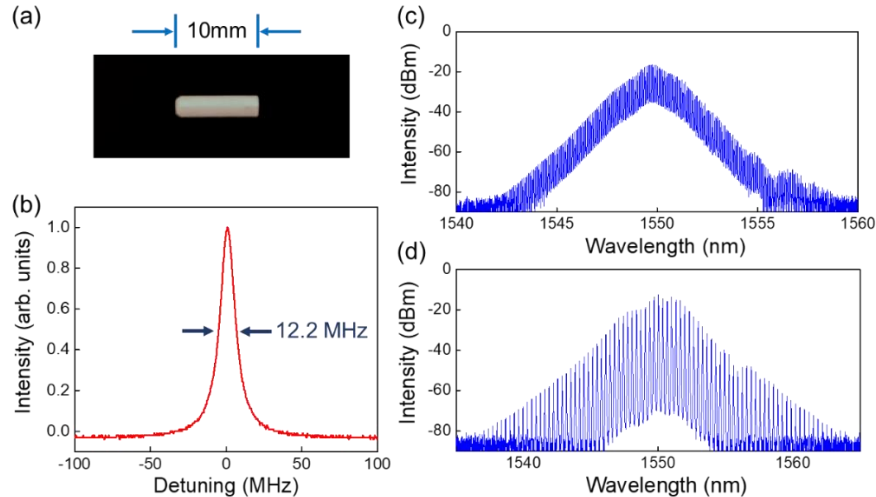 (a)
10mm
(b)
Intensity (arb. units)
1.0
0.8
0.6
0.4
0.2
0.0
12.2 MHz
-100
-50
0
50
100
Detuning (MHz)
(c)
Intensity (dBm)
0
-20
-40
-60
-80
1540
1545
1550
1555
1560
Wavelength (nm)
(d)
Intensity (dBm)
0
-20
-40
-60
-80
1540
1550
1560
Wavelength (nm)